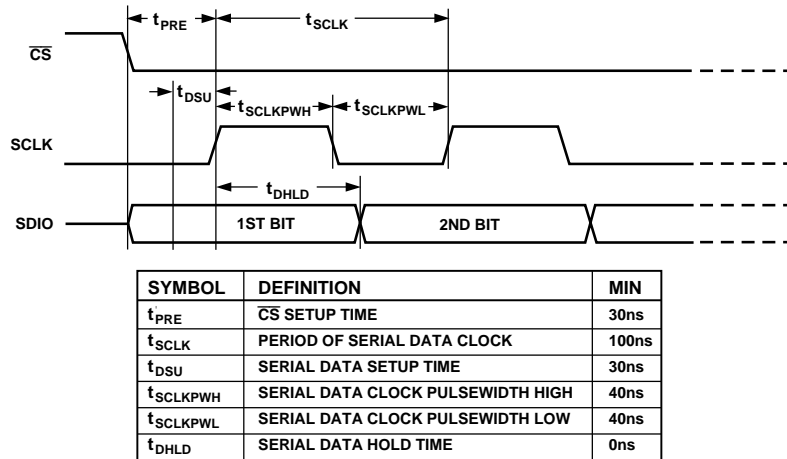 tPRE
tSCLK
CS
tDSU
tSCLKPWH
tSCLKPWL
SCLK
tDHLD
SDIO
1ST BIT
2ND BIT
SYMBOL DEFINITION MIN
tPRE CS SETUP TIME 30ns
tSCLK PERIOD OF SERIAL DATA CLOCK 100ns
tDSU SERIAL DATA SETUP TIME 30ns
tSCLKPWH SERIAL DATA CLOCK PULSEWIDTH HIGH 40ns
tSCLKPWL SERIAL DATA CLOCK PULSEWIDTH LOW 40ns
tDHLD SERIAL DATA HOLD TIME 0ns